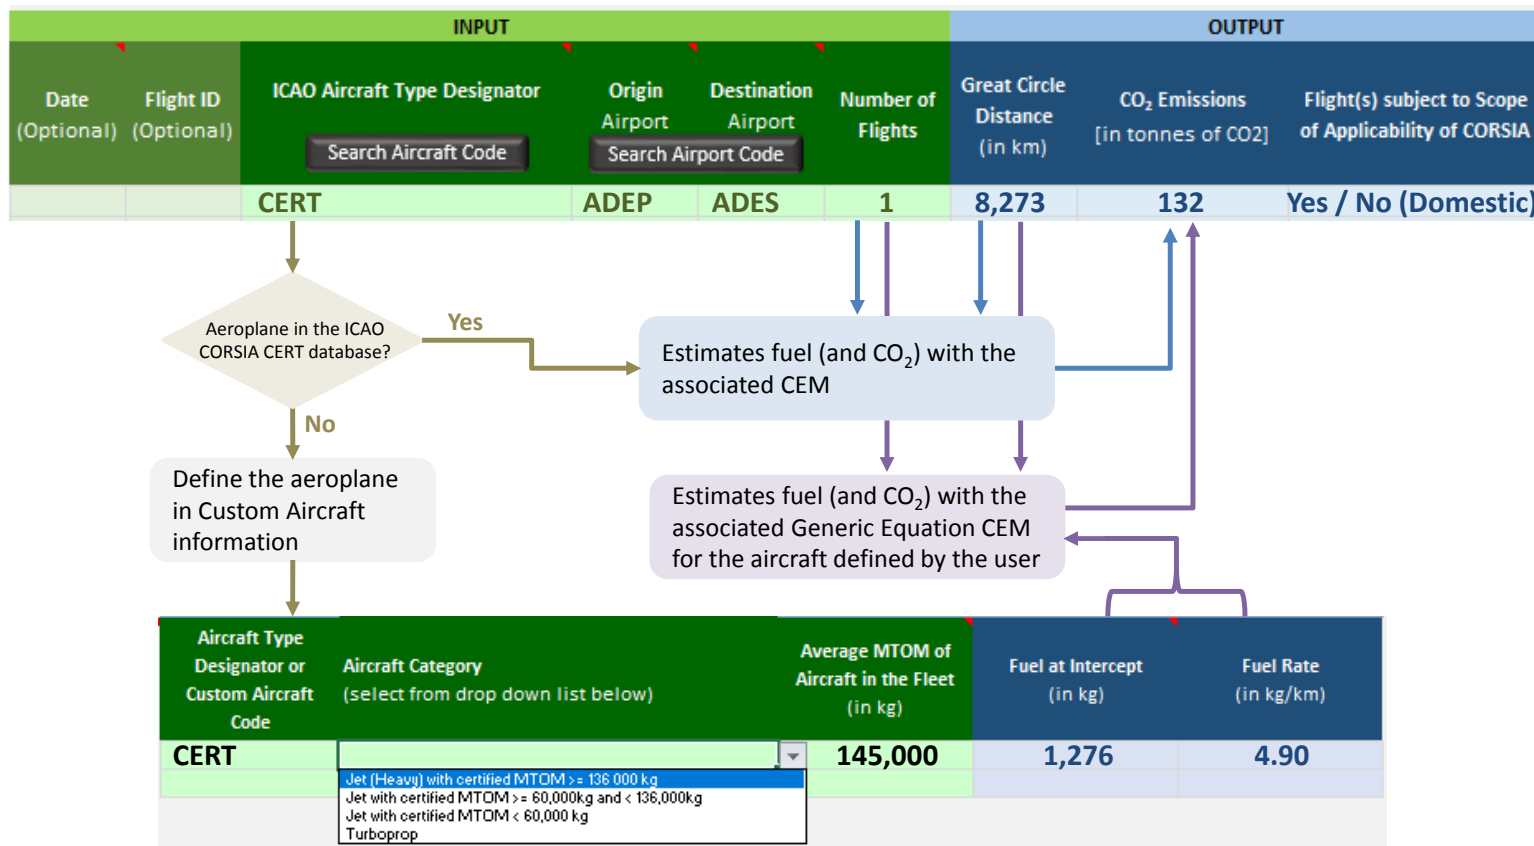 INPUT
OUTPUT
Date
(Optional)
Flight ID
(Optional)
ICAO Aircraft Type Designator
Search Aircraft Code
Origin
Airport
Destination
Airport
Search Airport Code
Number of
Flights
Great Circle
Distance
(in km)
CO₂ Emissions
[in tonnes of CO2]
Flight(s) subject to Scope
of Applicability of CORSIA
CERT
ADEP
ADES
1
8,273
132
Yes / No (Domestic)
Aeroplane in the ICAO
CORSIA CERT database?
Yes
No
Estimates fuel (and CO₂) with the
associated CEM
Define the aeroplane
in Custom Aircraft
information
Estimates fuel (and CO₂) with the
associated Generic Equation CEM
for the aircraft defined by the user
Aircraft Type
Designator or
Custom Aircraft
Code
Aircraft Category
(select from drop down list below)
Average MTOM of
Aircraft in the Fleet
(in kg)
Fuel at Intercept
(in kg)
Fuel Rate
(in kg/km)
CERT
145,000
1,276
4.90
Jet (Heavy) with certified MTOM >= 136 000 kg
Jet with certified MTOM >= 60,000kg and < 136,000kg
Jet with certified MTOM < 60,000 kg
Turboprop